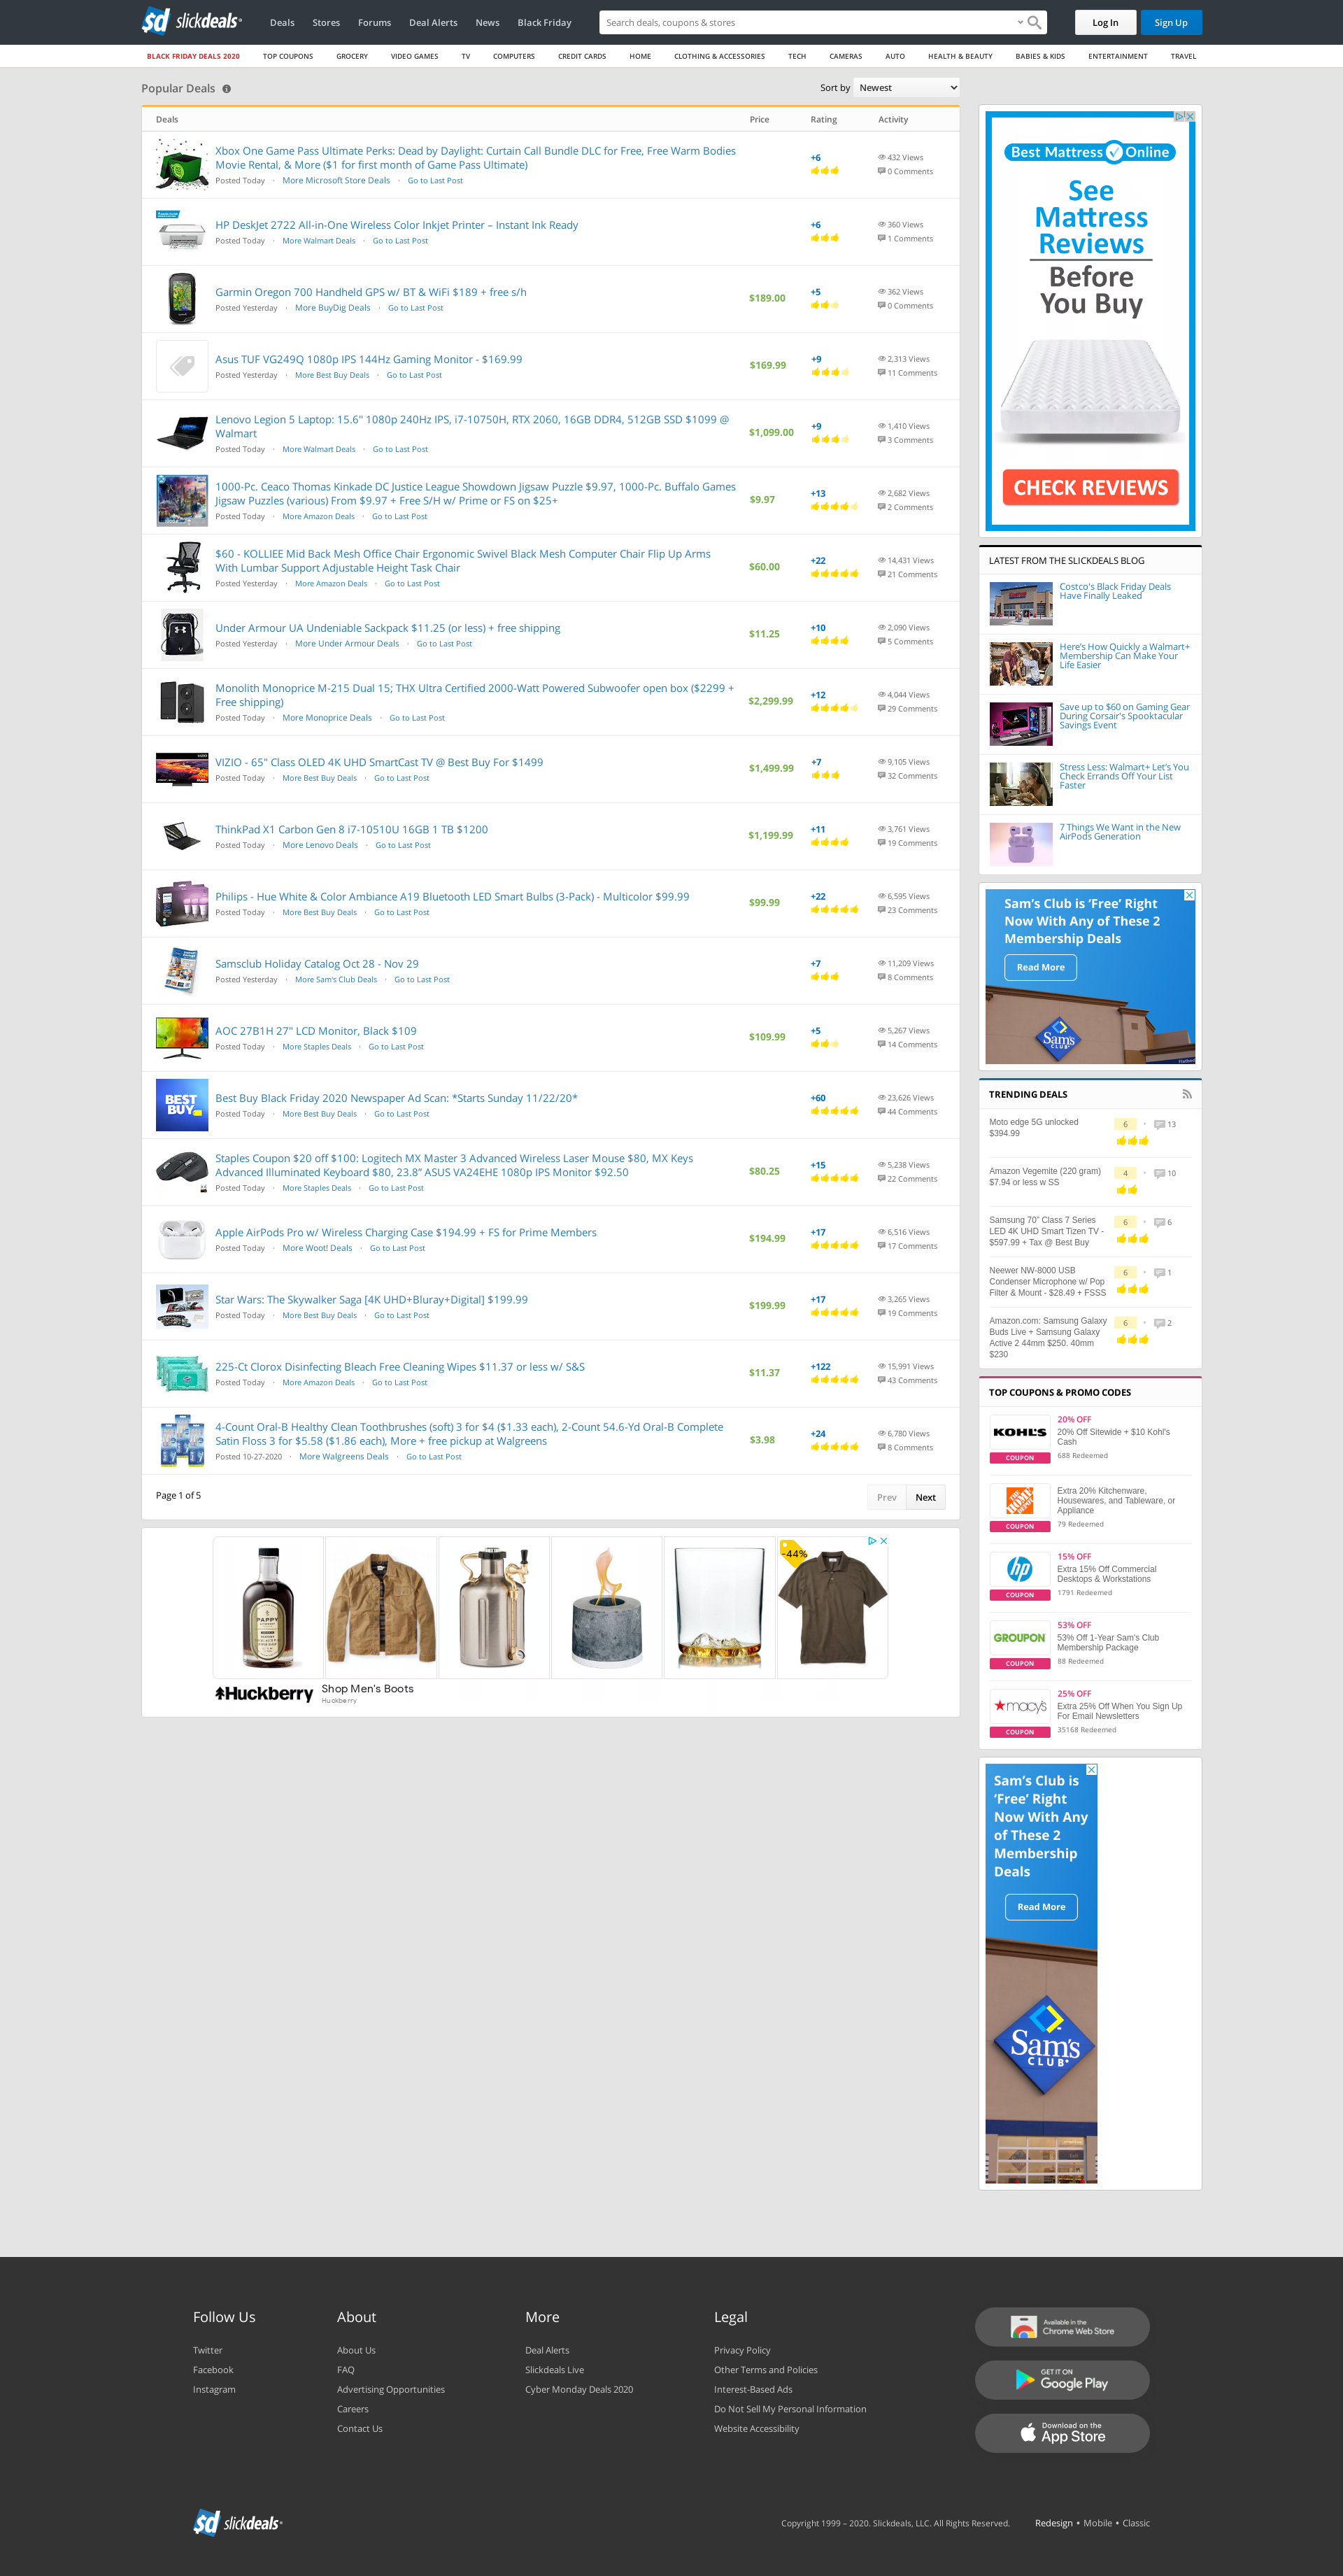 slickdeals
Deals Stores Forums Deal Alerts News Black Friday
Search deals, coupons & stores
Log In
Sign Up
BLACK FRIDAY DEALS 2020 TOP COUPONS GROCERY VIDEO GAMES TV COMPUTERS CREDIT CARDS HOME CLOTHING & ACCESSORIES TECH CAMERAS AUTO HEALTH & BEAUTY BABIES & KIDS ENTERTAINMENT TRAVEL
Popular Deals
Sort by Newest
Deals Price Rating Activity
Xbox One Game Pass Ultimate Perks: Dead by Daylight: Curtain Call Bundle DLC for Free, Free Warm Bodies
Movie Rental, & More ($1 for first month of Game Pass Ultimate)
Posted Today · More Microsoft Store Deals · Go to Last Post
+6
432 Views
0 Comments
HP DeskJet 2722 All-in-One Wireless Color Inkjet Printer – Instant Ink Ready
Posted Today · More Walmart Deals · Go to Last Post
+6
360 Views
1 Comments
Garmin Oregon 700 Handheld GPS w/ BT & WiFi $189 + free s/h
Posted Yesterday · More BuyDig Deals · Go to Last Post
$189.00
+5
362 Views
0 Comments
Asus TUF VG249Q 1080p IPS 144Hz Gaming Monitor - $169.99
Posted Yesterday · More Best Buy Deals · Go to Last Post
$169.99
+9
2,313 Views
11 Comments
Lenovo Legion 5 Laptop: 15.6" 1080p 240Hz IPS, i7-10750H, RTX 2060, 16GB DDR4, 512GB SSD $1099 @
Walmart
Posted Today · More Walmart Deals · Go to Last Post
$1,099.00
+9
1,410 Views
3 Comments
1000-Pc. Ceaco Thomas Kinkade DC Justice League Showdown Jigsaw Puzzle $9.97, 1000-Pc. Buffalo Games
Jigsaw Puzzles (various) From $9.97 + Free S/H w/ Prime or FS on $25+
Posted Today · More Amazon Deals · Go to Last Post
$9.97
+13
2,682 Views
2 Comments
$60 - KOLLIEE Mid Back Mesh Office Chair Ergonomic Swivel Black Mesh Computer Chair Flip Up Arms
With Lumbar Support Adjustable Height Task Chair
Posted Yesterday · More Amazon Deals · Go to Last Post
$60.00
+22
14,431 Views
21 Comments
Under Armour UA Undeniable Sackpack $11.25 (or less) + free shipping
Posted Yesterday · More Under Armour Deals · Go to Last Post
$11.25
+10
2,090 Views
5 Comments
Monolith Monoprice M-215 Dual 15; THX Ultra Certified 2000-Watt Powered Subwoofer open box ($2299 +
Free shipping)
Posted Today · More Monoprice Deals · Go to Last Post
$2,299.99
+12
4,044 Views
29 Comments
VIZIO - 65" Class OLED 4K UHD SmartCast TV @ Best Buy For $1499
Posted Today · More Best Buy Deals · Go to Last Post
$1,499.99
+7
9,105 Views
32 Comments
ThinkPad X1 Carbon Gen 8 i7-10510U 16GB 1 TB $1200
Posted Today · More Lenovo Deals · Go to Last Post
$1,199.99
+11
3,761 Views
19 Comments
Philips - Hue White & Color Ambiance A19 Bluetooth LED Smart Bulbs (3-Pack) - Multicolor $99.99
Posted Today · More Best Buy Deals · Go to Last Post
$99.99
+22
6,595 Views
23 Comments
Samsclub Holiday Catalog Oct 28 - Nov 29
Posted Yesterday · More Sam's Club Deals · Go to Last Post
+7
11,209 Views
8 Comments
AOC 27B1H 27" LCD Monitor, Black $109
Posted Today · More Staples Deals · Go to Last Post
$109.99
+5
5,267 Views
14 Comments
BEST
BUY
Best Buy Black Friday 2020 Newspaper Ad Scan: *Starts Sunday 11/22/20*
Posted Today · More Best Buy Deals · Go to Last Post
+60
23,626 Views
44 Comments
Staples Coupon $20 off $100: Logitech MX Master 3 Advanced Wireless Laser Mouse $80, MX Keys
Advanced Illuminated Keyboard $80, 23.8" ASUS VA24EHE 1080p IPS Monitor $92.50
Posted Today · More Staples Deals · Go to Last Post
$80.25
+15
5,238 Views
22 Comments
Apple AirPods Pro w/ Wireless Charging Case $194.99 + FS for Prime Members
Posted Today · More Woot! Deals · Go to Last Post
$194.99
+17
6,516 Views
17 Comments
Star Wars: The Skywalker Saga [4K UHD+Bluray+Digital] $199.99
Posted Today · More Best Buy Deals · Go to Last Post
$199.99
+17
3,265 Views
19 Comments
225-Ct Clorox Disinfecting Bleach Free Cleaning Wipes $11.37 or less w/ S&S
Posted Today · More Amazon Deals · Go to Last Post
$11.37
+122
15,991 Views
43 Comments
4-Count Oral-B Healthy Clean Toothbrushes (soft) 3 for $4 ($1.33 each), 2-Count 54.6-Yd Oral-B Complete
Satin Floss 3 for $5.58 ($1.86 each), More + free pickup at Walgreens
Posted 10-27-2020 · More Walgreens Deals · Go to Last Post
$3.98
+24
6,780 Views
8 Comments
Page 1 of 5
Prev Next
PAPPY
-44%
Huckberry
Shop Men's Boots
Huckberry
Best Mattress Online
See
Mattress
Reviews
Before
You Buy
CHECK REVIEWS
LATEST FROM THE SLICKDEALS BLOG
Costco's Black Friday Deals
Have Finally Leaked
Here's How Quickly a Walmart+
Membership Can Make Your
Life Easier
Save up to $60 on Gaming Gear
During Corsair's Spooktacular
Savings Event
Stress Less: Walmart+ Let's You
Check Errands Off Your List
Faster
7 Things We Want in the New
AirPods Generation
Sam's Club is 'Free' Right
Now With Any of These 2
Membership Deals
Read More
Sam's
CLUB
TRENDING DEALS
Moto edge 5G unlocked
$394.99
6 · 13
Amazon Vegemite (220 gram)
$7.94 or less w SS
4 · 10
Samsung 70" Class 7 Series
LED 4K UHD Smart Tizen TV -
$597.99 + Tax @ Best Buy
6 · 6
Neewer NW-8000 USB
Condenser Microphone w/ Pop
Filter & Mount - $28.49 + FSSS
6 · 1
Amazon.com: Samsung Galaxy
Buds Live + Samsung Galaxy
Active 2 44mm $250. 40mm
$230
6 · 2
TOP COUPONS & PROMO CODES
KOHL'S
COUPON
20% OFF
20% Off Sitewide + $10 Kohl's
Cash
688 Redeemed
COUPON
Extra 20% Kitchenware,
Housewares, and Tableware, or
Appliance
79 Redeemed
hp
COUPON
15% OFF
Extra 15% Off Commercial
Desktops & Workstations
1791 Redeemed
GROUPON
COUPON
53% OFF
53% Off 1-Year Sam's Club
Membership Package
88 Redeemed
macy's
COUPON
25% OFF
Extra 25% Off When You Sign Up
For Email Newsletters
35168 Redeemed
Sam's Club is
'Free' Right
Now With Any
of These 2
Membership
Deals
Read More
Sam's
CLUB
Follow Us
Twitter
Facebook
Instagram
About
About Us
FAQ
Advertising Opportunities
Careers
Contact Us
More
Deal Alerts
Slickdeals Live
Cyber Monday Deals 2020
Legal
Privacy Policy
Other Terms and Policies
Interest-Based Ads
Do Not Sell My Personal Information
Website Accessibility
Available in the
Chrome Web Store
GET IT ON
Google Play
Download on the
App Store
slickdeals
Copyright 1999 – 2020. Slickdeals, LLC. All Rights Reserved.
Redesign • Mobile • Classic